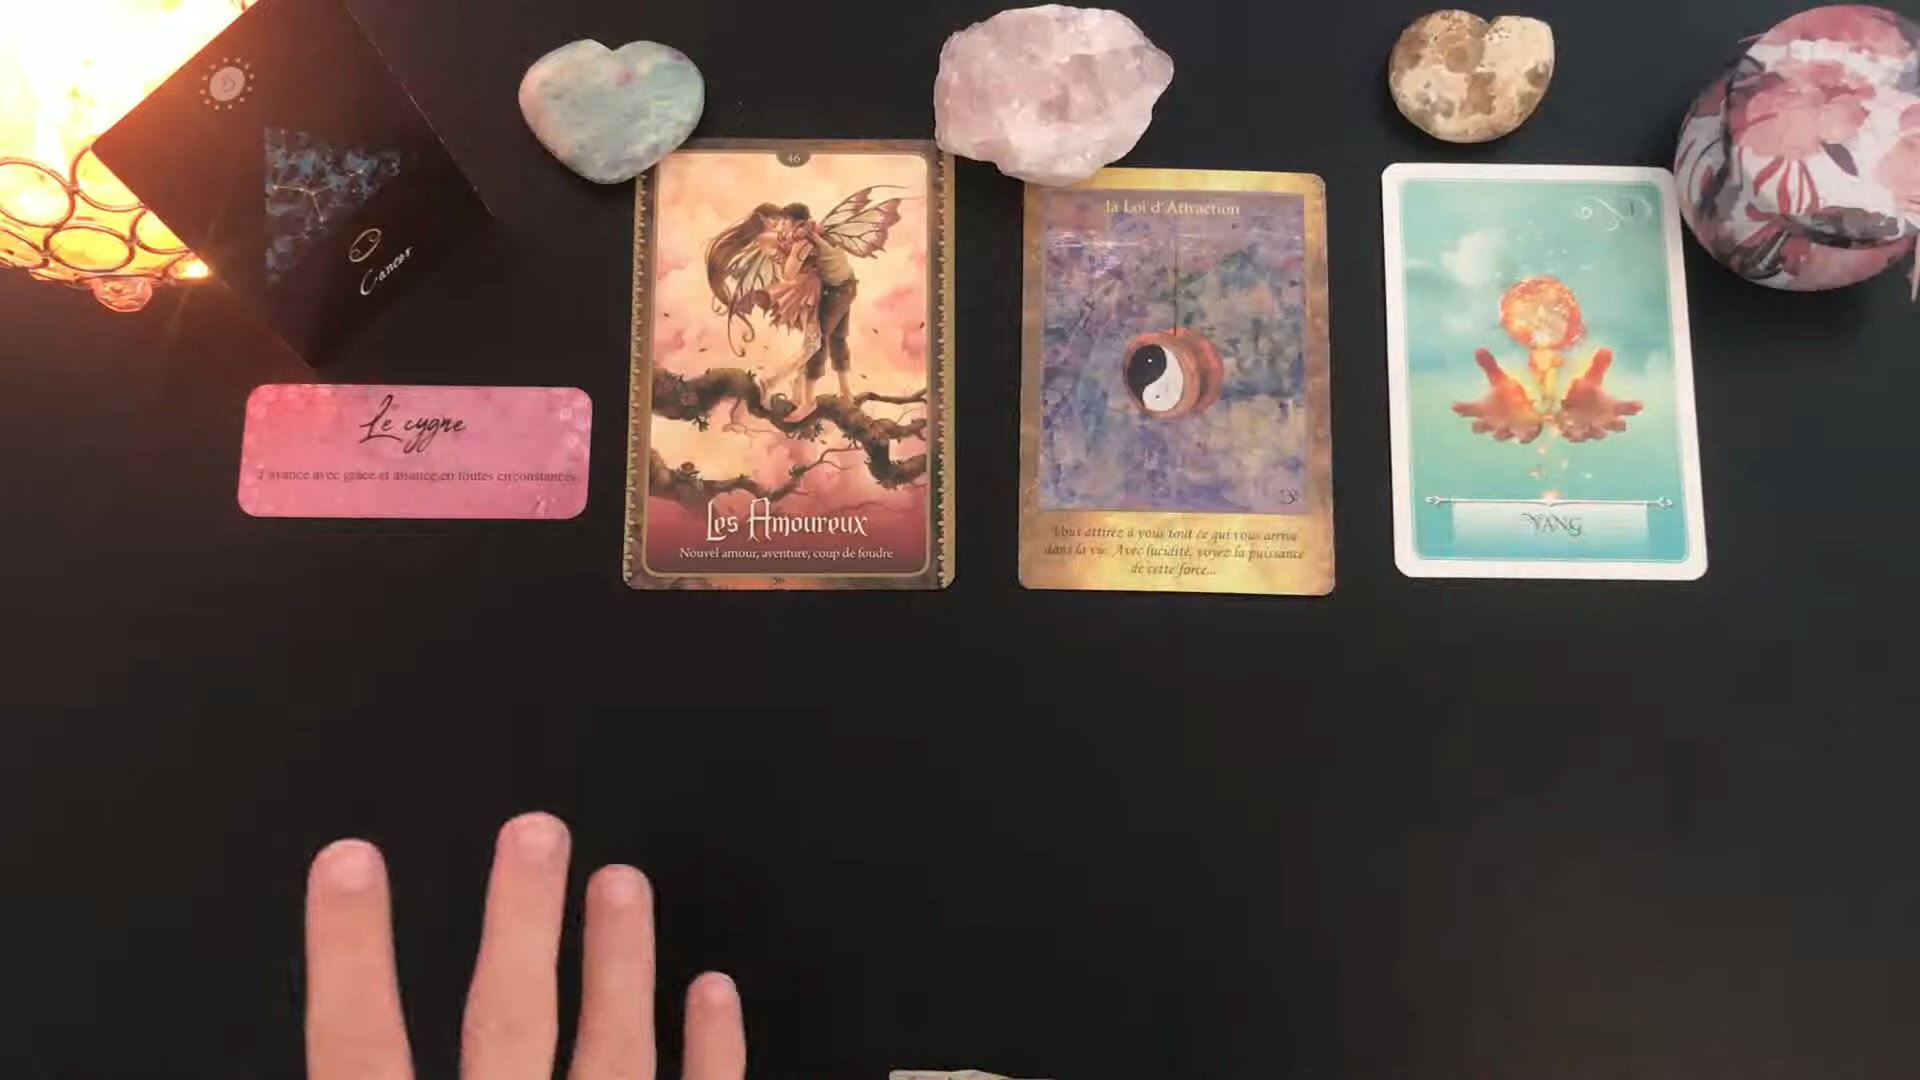 Cancer
Le cygne
J'avance avec grâce et aisance en toutes circonstances
46
Les Amoureux
Nouvel amour, aventure, coup de foudre
36
la Loi d'Attraction
Vous attirez à vous tout ce qui vous arrive
dans la vie. Avec lucidité, voyez la puissance
de cette force...
1
YANG